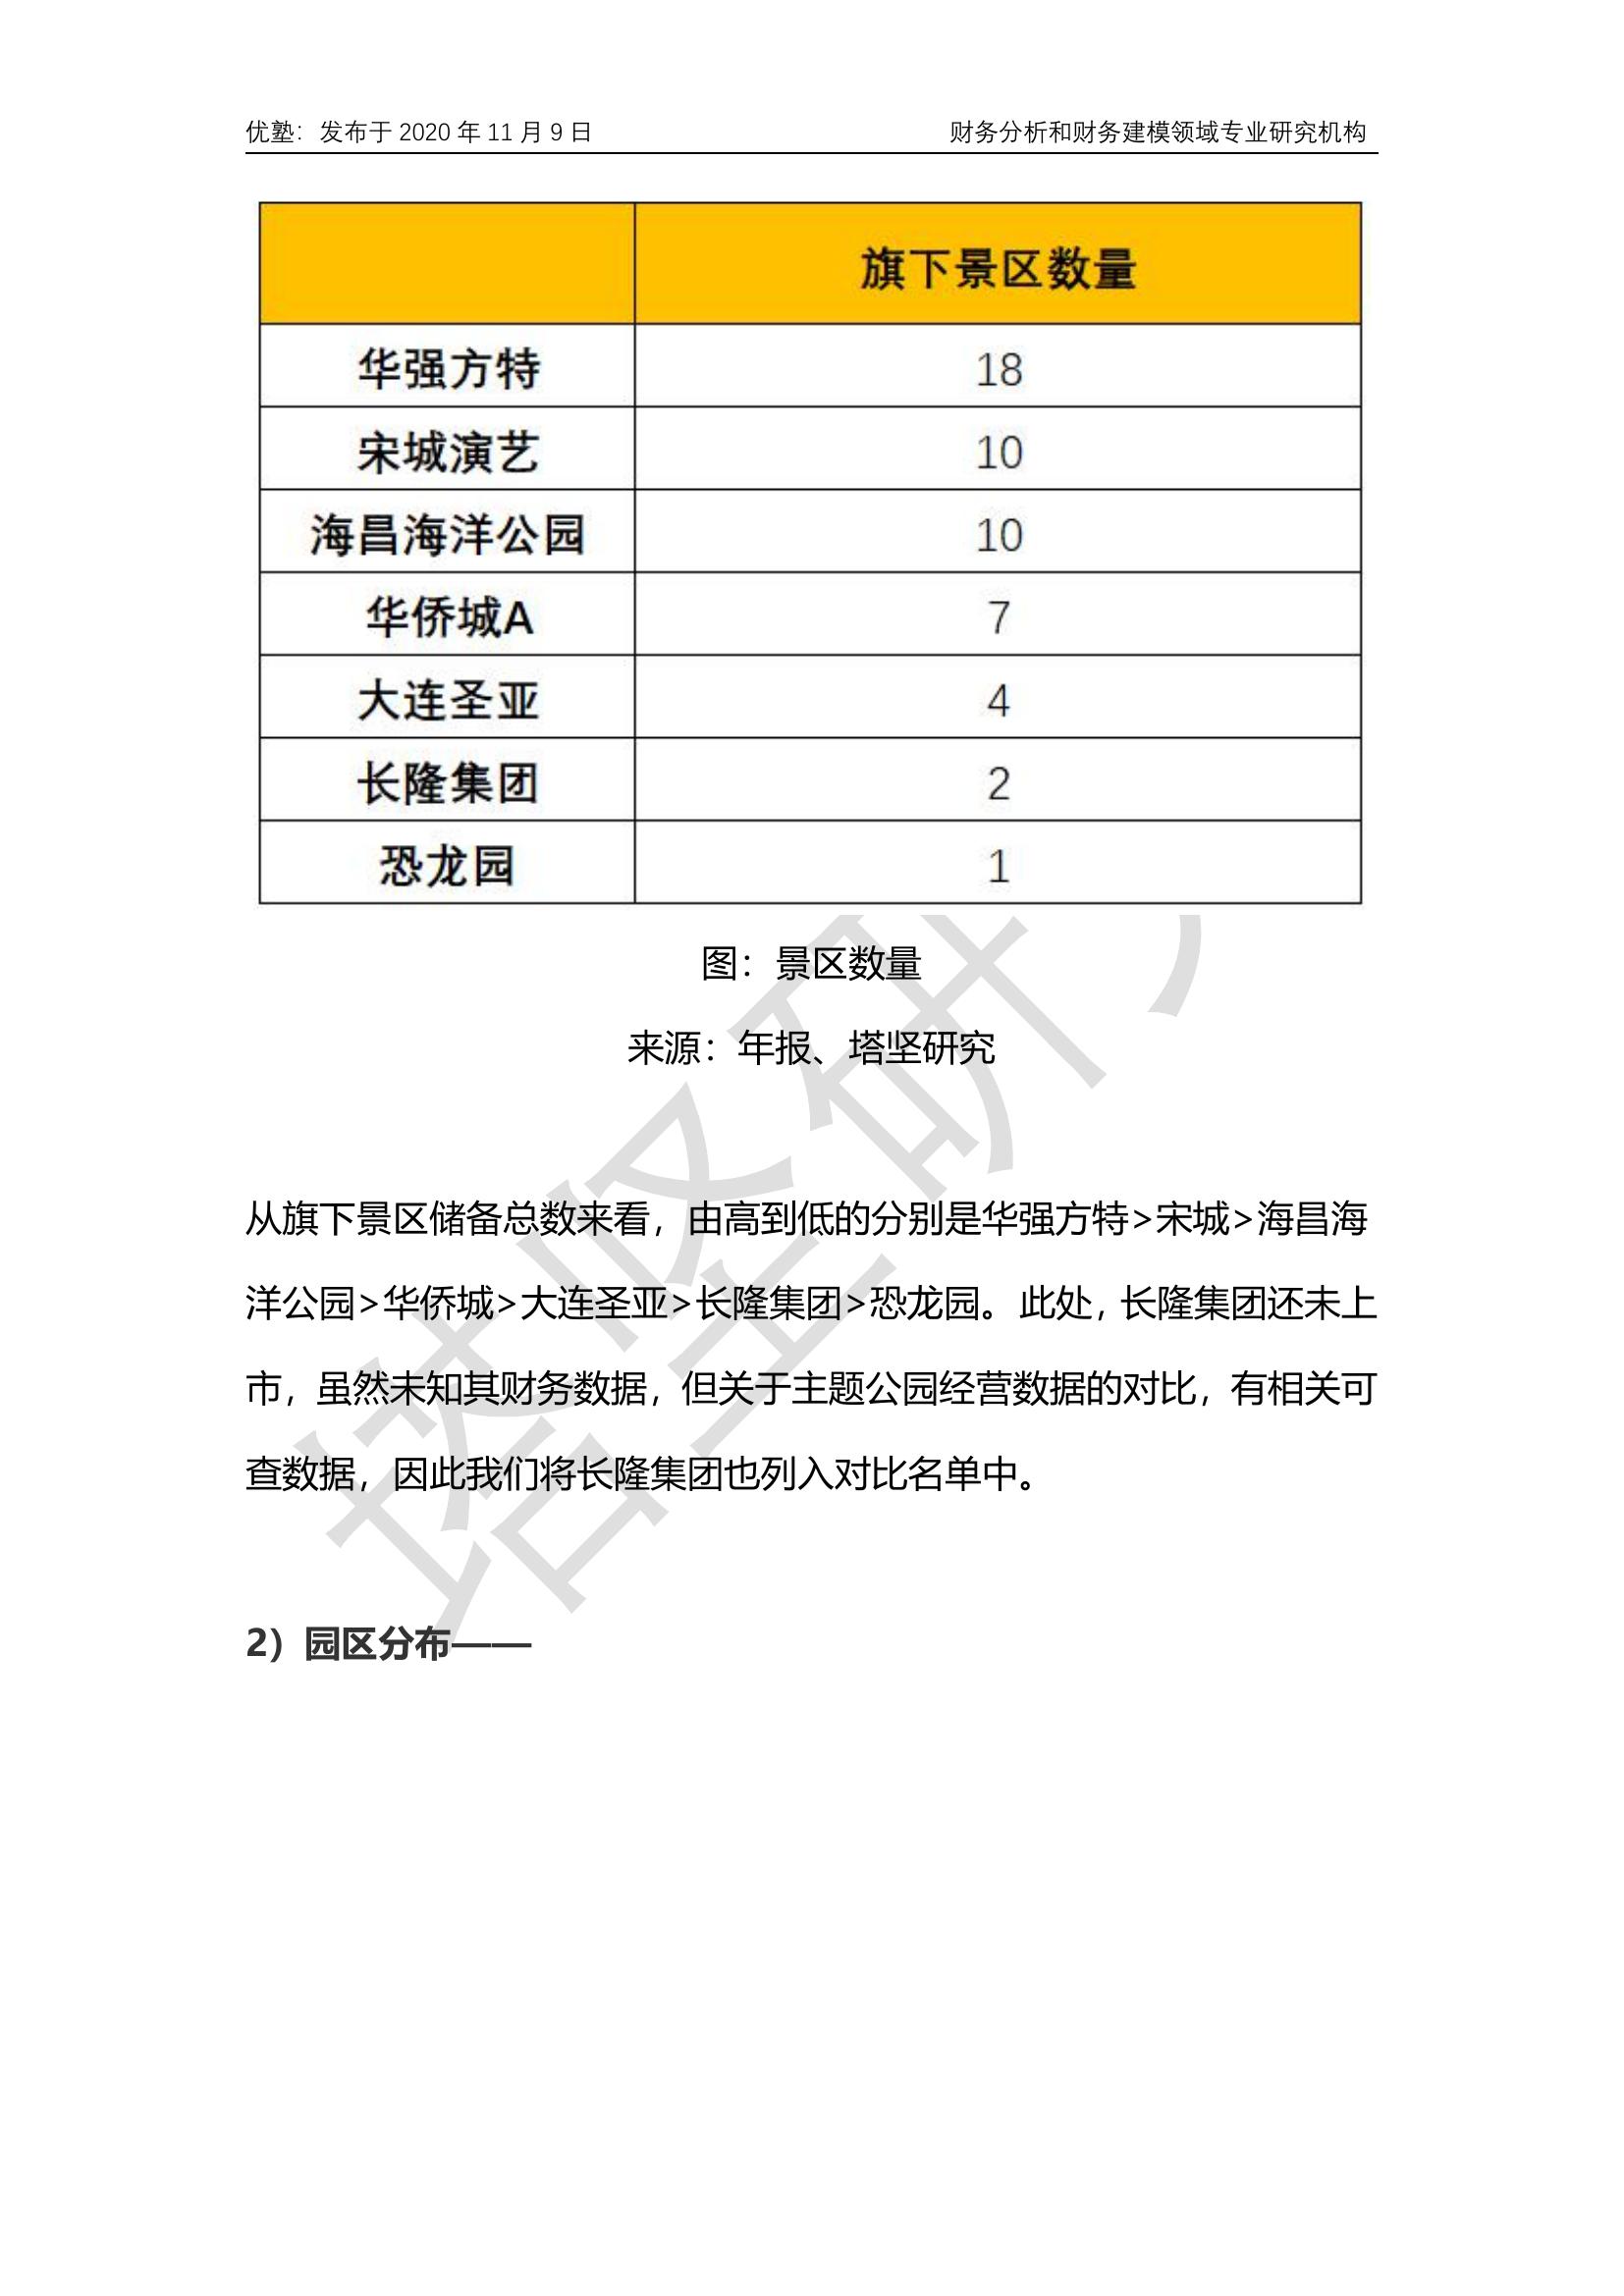 优塾：发布于 2020 年 11 月 9 日 财务分析和财务建模领域专业研究机构
旗下景区数量
华强方特 18
宋城演艺 10
海昌海洋公园 10
华侨城A 7
大连圣亚 4
长隆集团 2
恐龙园 1
图：景区数量
来源：年报、塔坚研究
从旗下景区储备总数来看，由高到低的分别是华强方特>宋城>海昌海
洋公园>华侨城>大连圣亚>长隆集团>恐龙园。此处，长隆集团还未上
市，虽然未知其财务数据，但关于主题公园经营数据的对比，有相关可
查数据，因此我们将长隆集团也列入对比名单中。
2）园区分布——
塔坚研